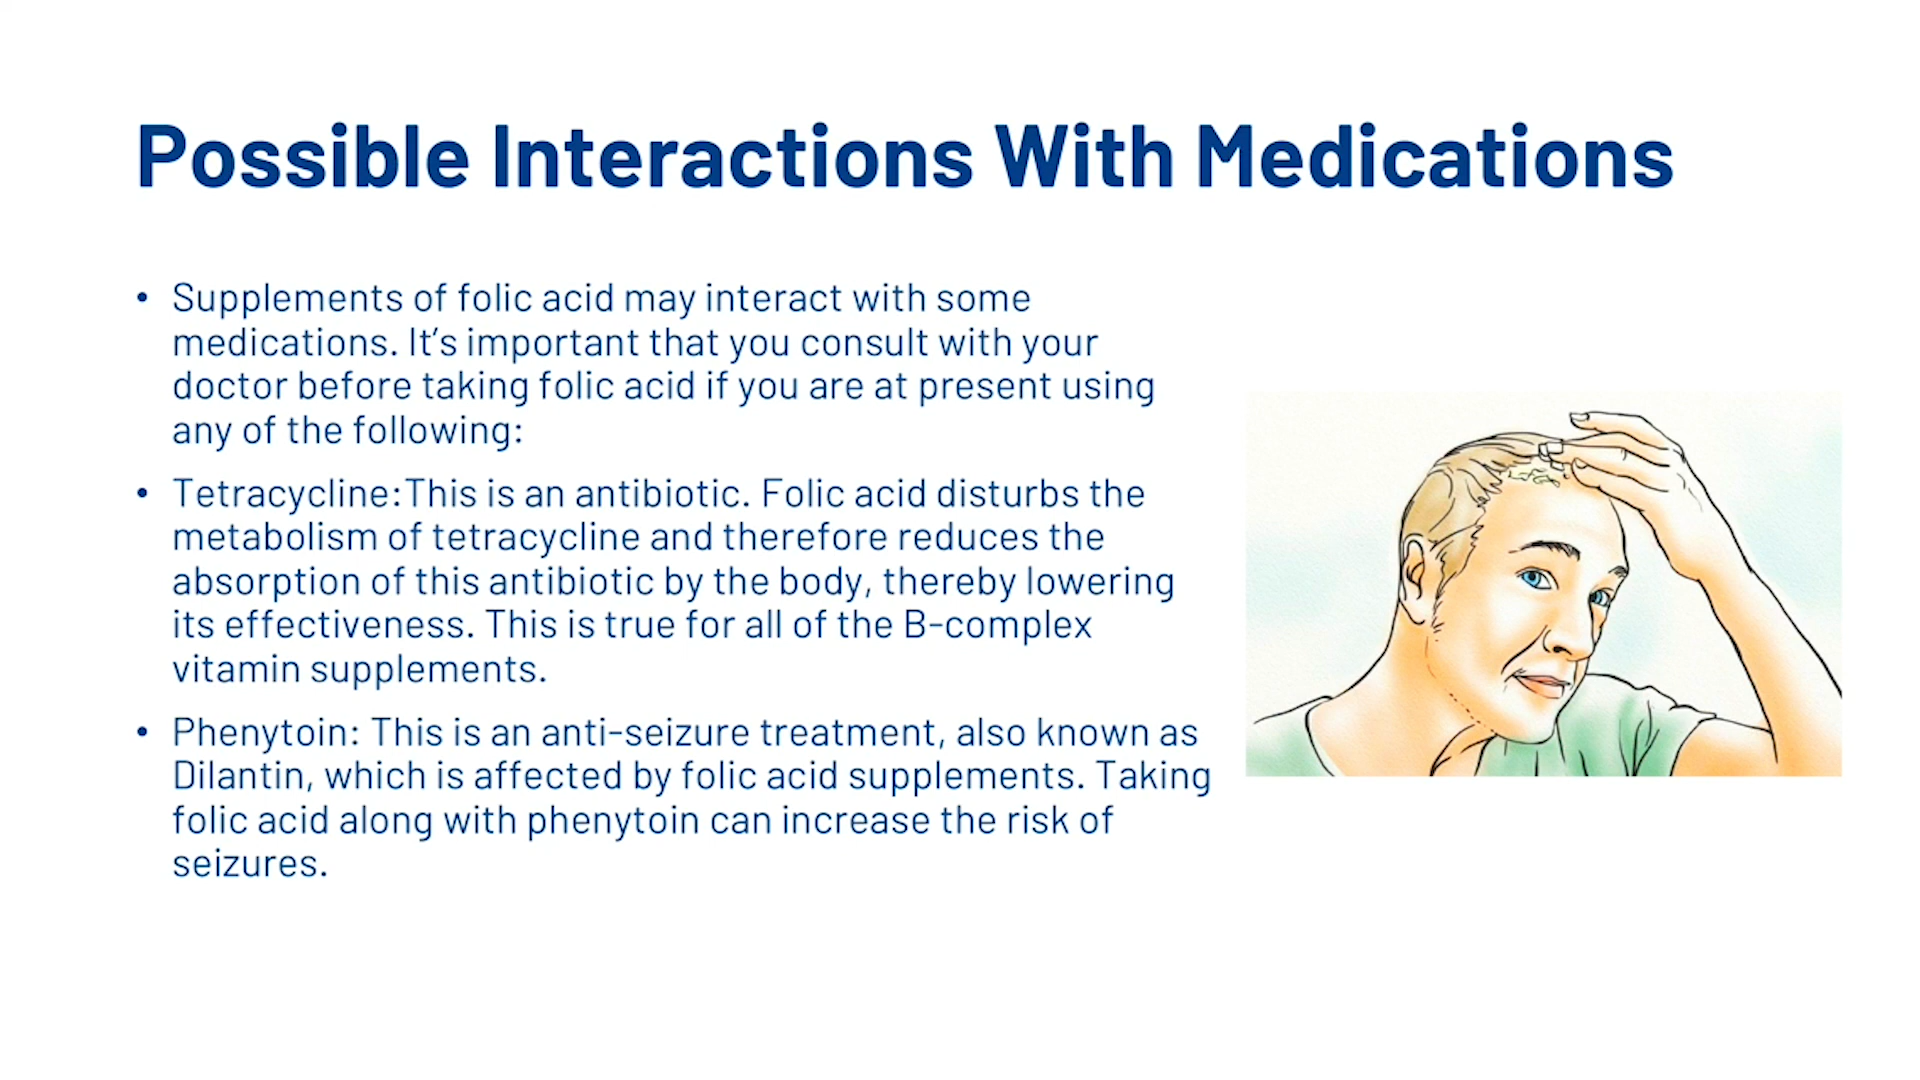 Possible Interactions With Medications
• Supplements of folic acid may interact with some
medications. It's important that you consult with your
doctor before taking folic acid if you are at present using
any of the following:
• Tetracycline:This is an antibiotic. Folic acid disturbs the
metabolism of tetracycline and therefore reduces the
absorption of this antibiotic by the body, thereby lowering
its effectiveness. This is true for all of the B-complex
vitamin supplements.
• Phenytoin: This is an anti-seizure treatment, also known as
Dilantin, which is affected by folic acid supplements. Taking
folic acid along with phenytoin can increase the risk of
seizures.